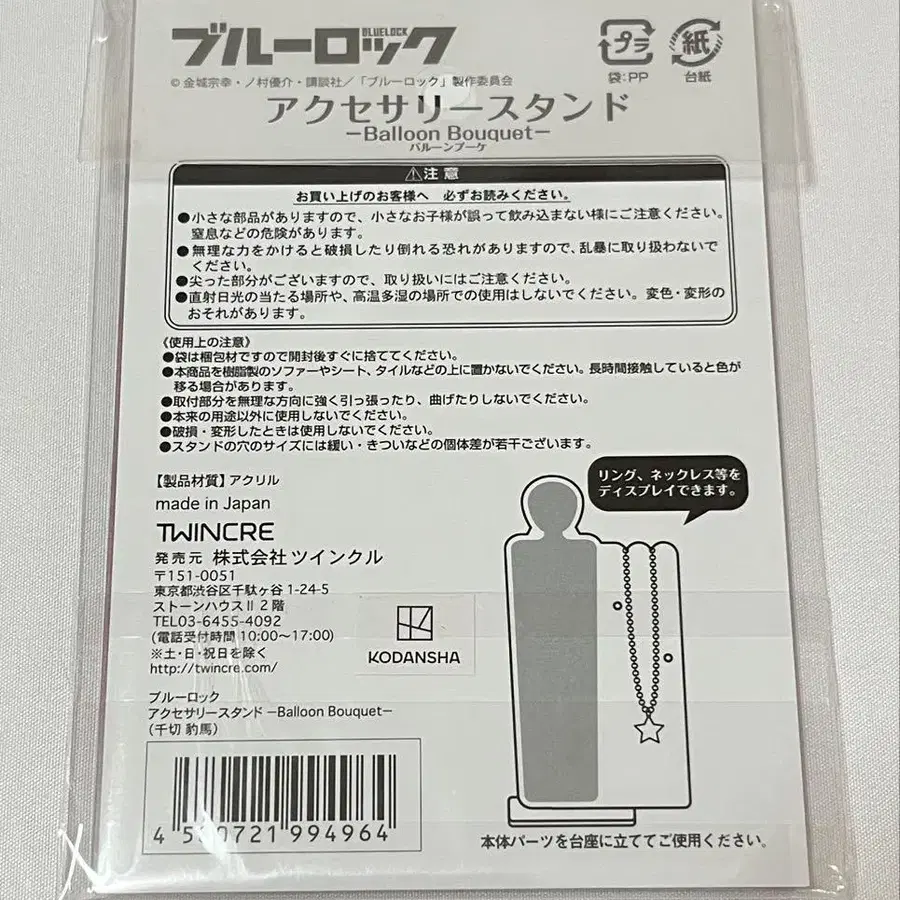 ブルーロック
BLUELOCK
プラ
袋:PP
紙
台紙
© 金城宗幸・ノ村優介・講談社／「ブルーロック」製作委員会
アクセサリースタンド
−Balloon Bouquet−
バルーンブーケ
⚠注意
お買い上げのお客様へ 必ずお読みください。
●小さな部品がありますので、小さなお子様が誤って飲み込まない様にご注意ください。
窒息などの危険があります。
●無理な力をかけると破損したり倒れる恐れがありますので、乱暴に取り扱わないで
ください。
●尖った部分がございますので、取り扱いにはご注意ください。
●直射日光の当たる場所や、高温多湿の場所での使用はしないでください。変色・変形の
おそれがあります。
《使用上の注意》
●袋は梱包材ですので開封後すぐに捨ててください。
●本商品を樹脂製のソファーやシート、タイルなどの上に置かないでください。長時間接触していると色が
移る場合があります。
●取付部分を無理な方向に強く引っ張ったり、曲げたりしないでください。
●本来の用途以外に使用しないでください。
●破損・変形したときは使用しないでください。
●スタンドの穴のサイズには緩い・きついなどの個体差が若干ございます。
【製品材質】アクリル
made in Japan
TWINCRE
発売元 株式会社ツインクル
〒151-0051
東京都渋谷区千駄ヶ谷 1-24-5
ストーンハウスⅡ 2階
TEL03-6455-4092
(電話受付時間 10:00〜17:00)
※土・日・祝日を除く
http://twincre.com/
KODANSHA
リング、ネックレス等を
ディスプレイできます。
ブルーロック
アクセサリースタンド −Balloon Bouquet−
（千切 豹馬）
994964
本体パーツを台座に立ててご使用ください。